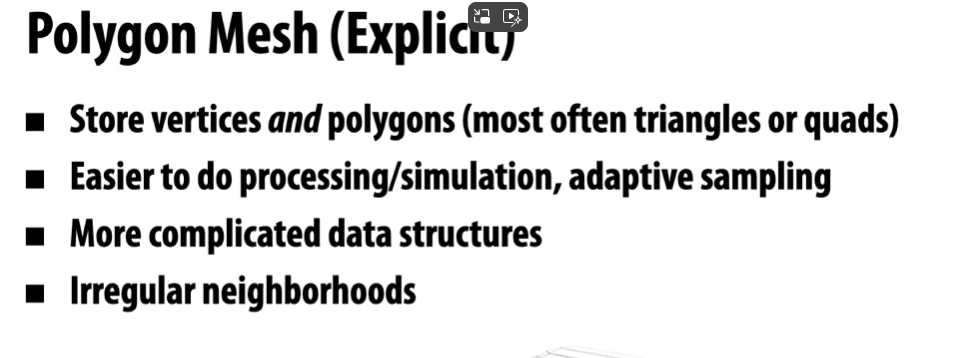 Polygon Mesh (Explicit)
■ Store vertices and polygons (most often triangles or quads)
■ Easier to do processing/simulation, adaptive sampling
■ More complicated data structures
■ Irregular neighborhoods